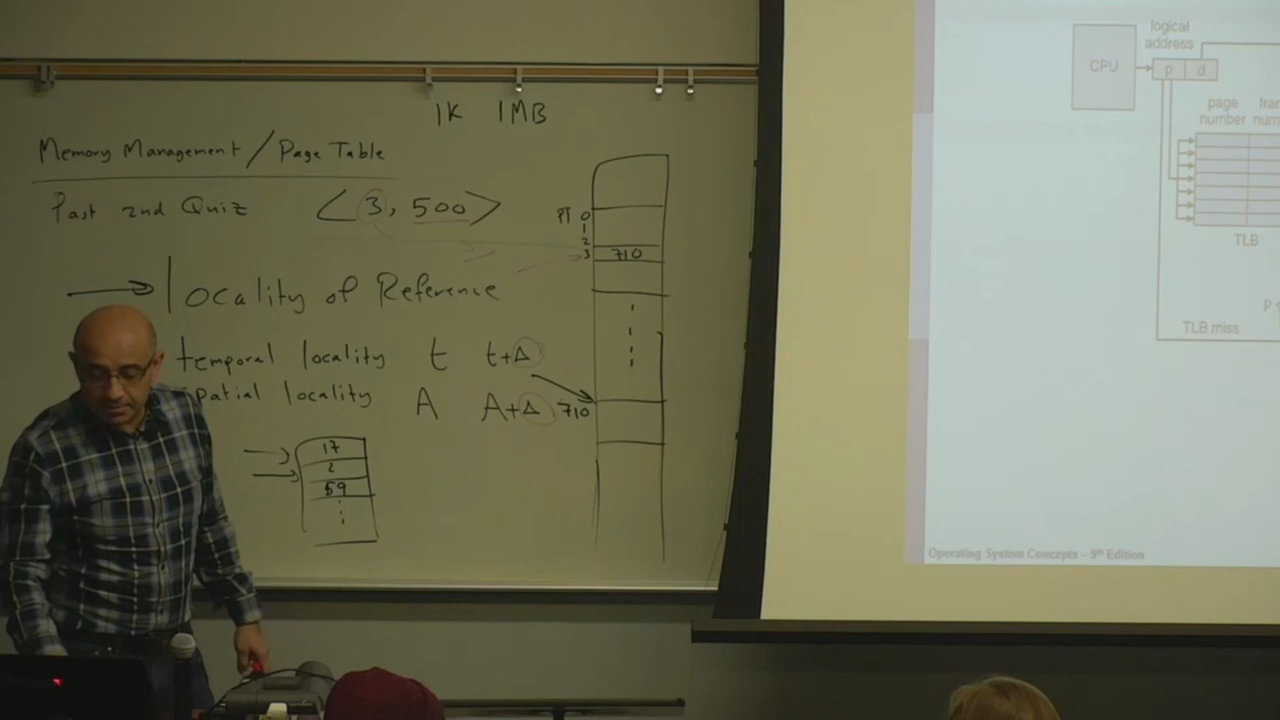 1K 1MB
Memory Management / Page Table
Past 2nd Quiz <3, 500>
PT 0
1
2
3 710
Locality of Reference
temporal locality t t+Δ
patial locality A A+Δ 710
17
2
59
logical
address
CPU p d
page
number
TLB
p
TLB miss
Operating System Concepts – 9th Edition